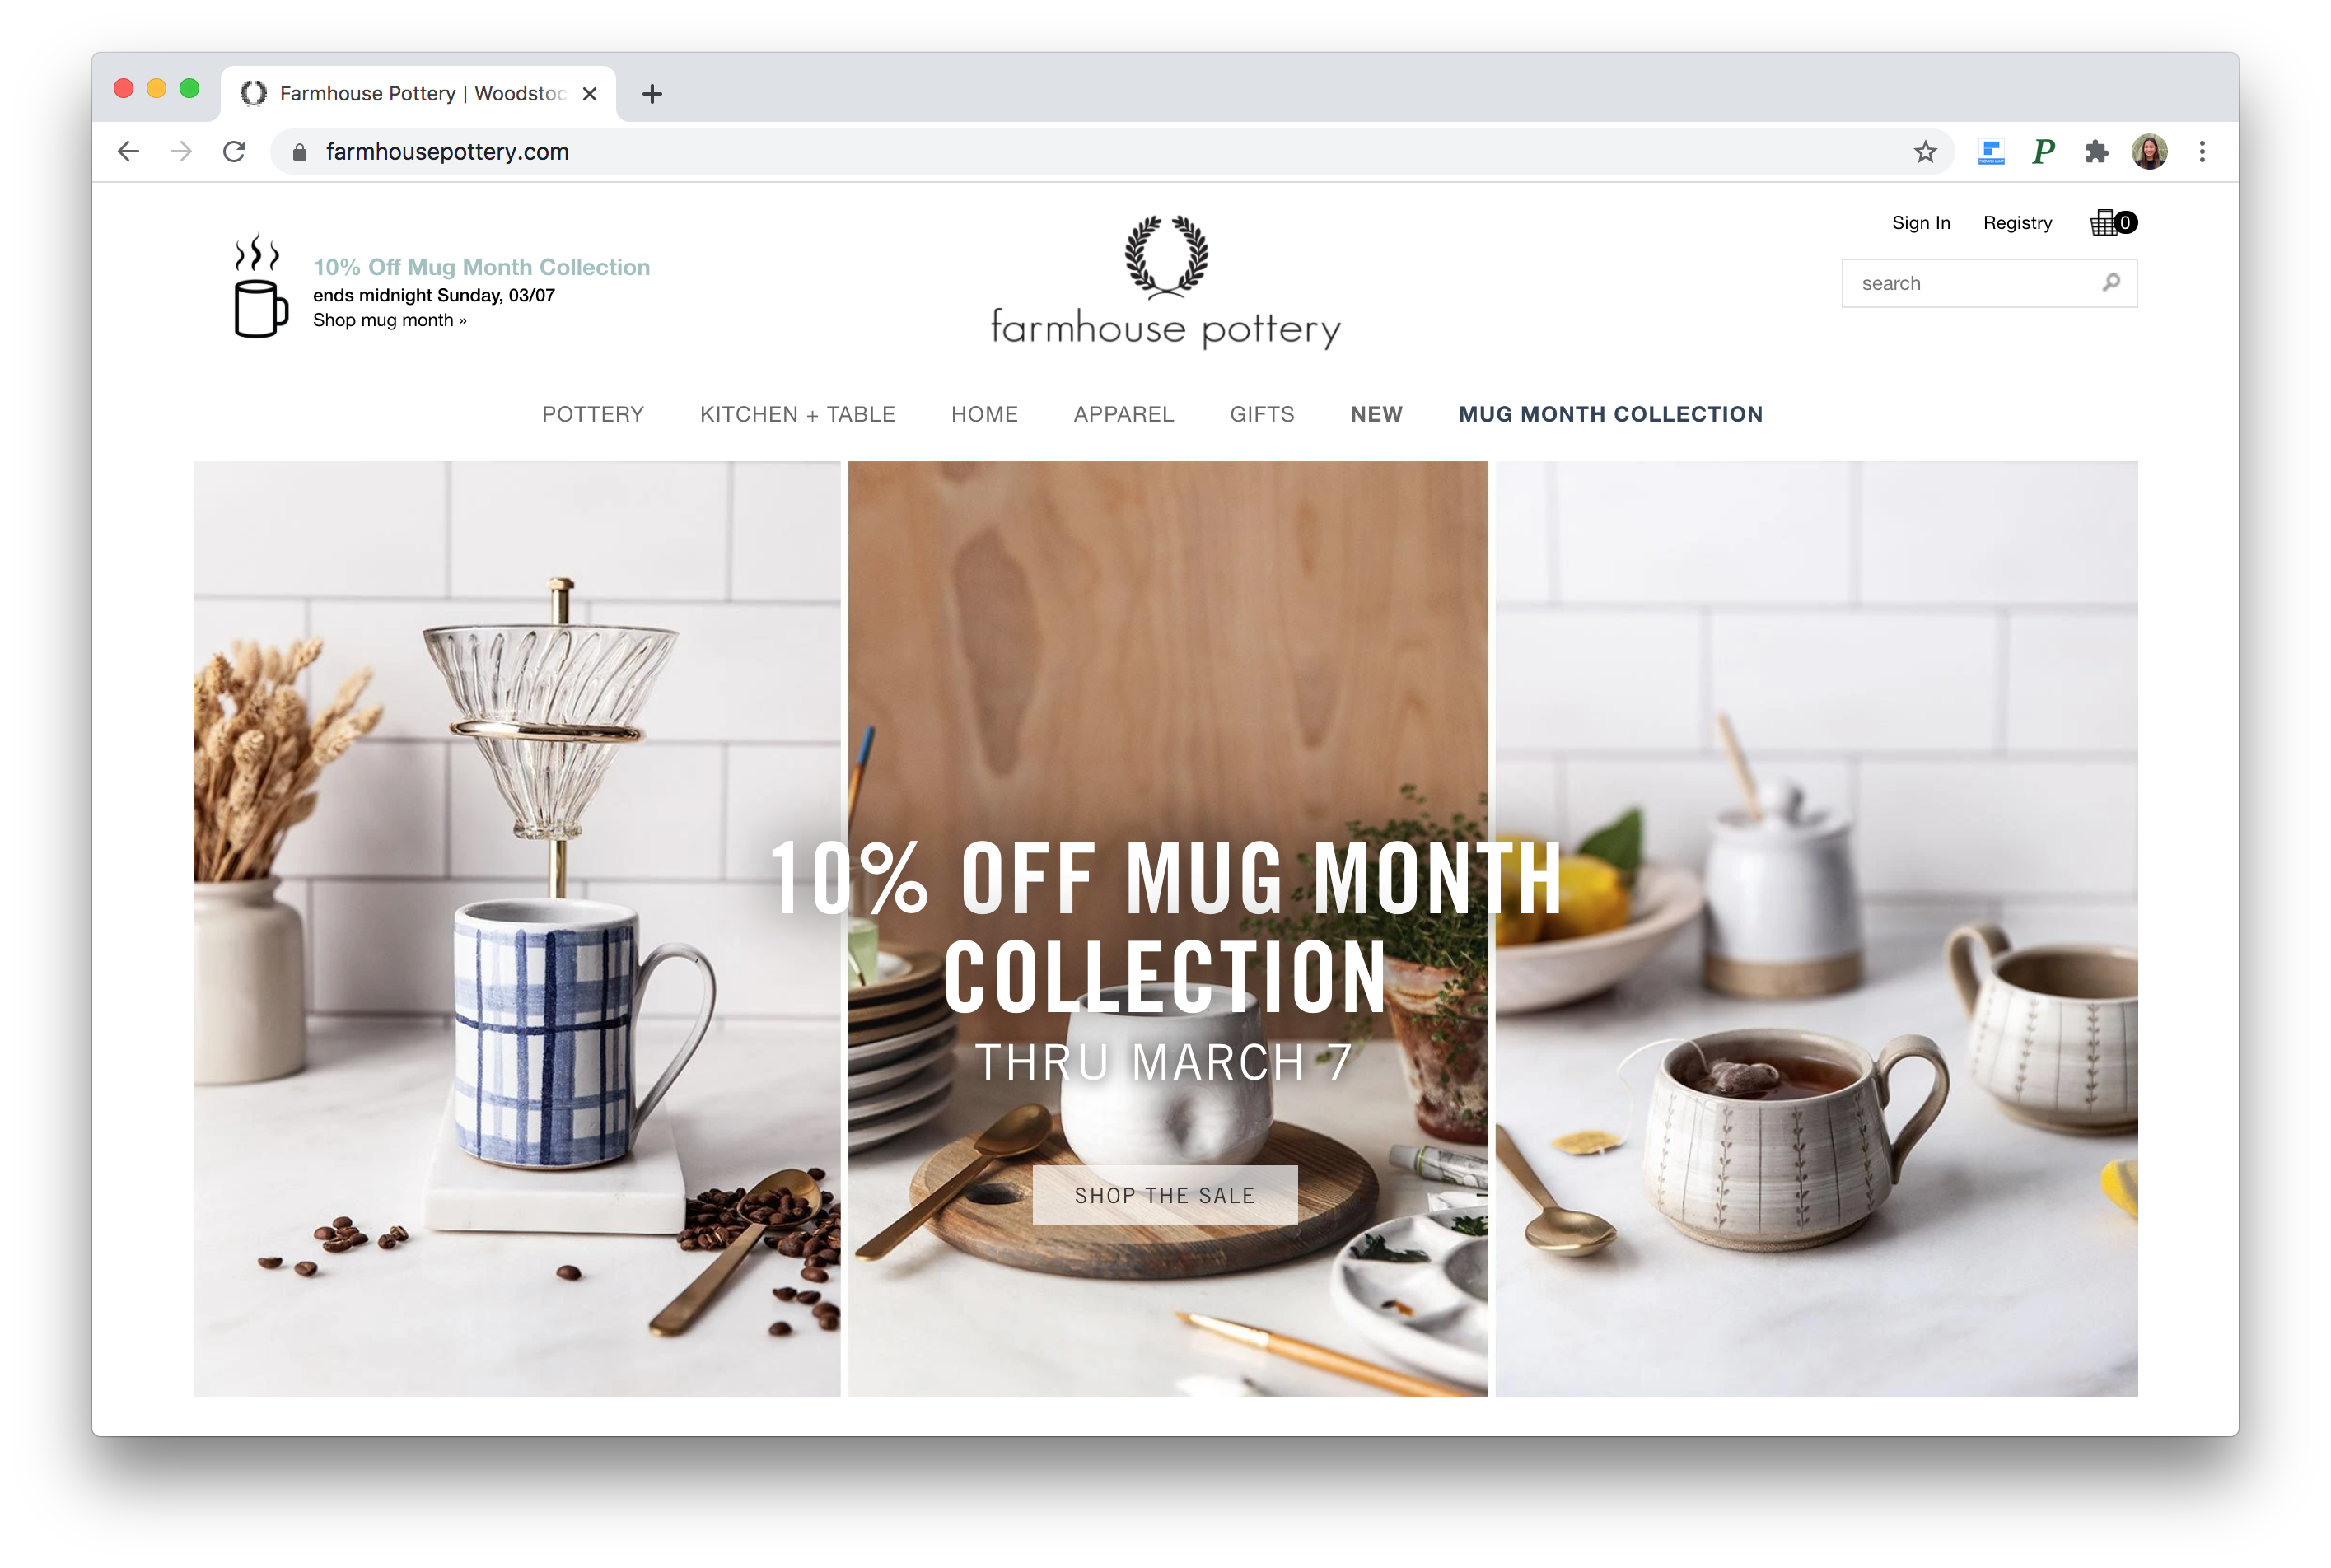 Farmhouse Pottery | Woodstoc
farmhousepottery.com
P
Sign In Registry 0
10% Off Mug Month Collection
ends midnight Sunday, 03/07
Shop mug month »
farmhouse pottery
search
POTTERY KITCHEN + TABLE HOME APPAREL GIFTS NEW MUG MONTH COLLECTION
10% OFF MUG MONTH
COLLECTION
THRU MARCH 7
SHOP THE SALE